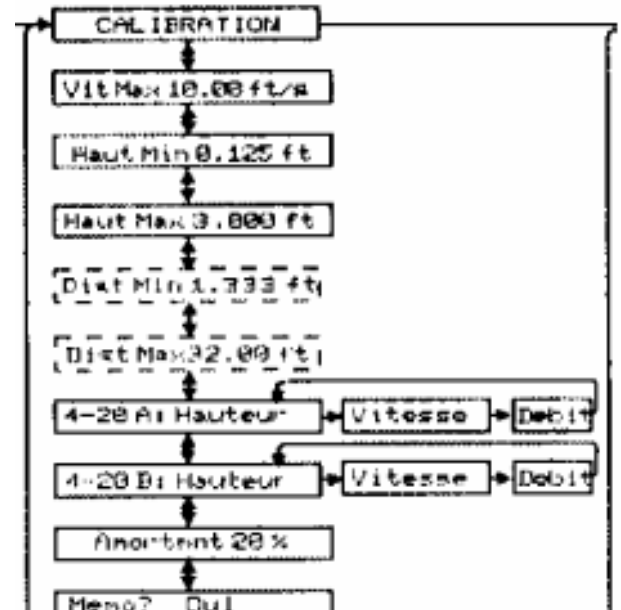 CALIBRATION
Vit Max 10.00 ft/s
Haut Min 0.125 ft
Haut Max 3.000 ft
Dist Min 1.333 ft
Dist Max 32.00 ft
4-20 A: Hauteur Vitesse Debit
4-20 B: Hauteur Vitesse Debit
20 %
Memo? Oui